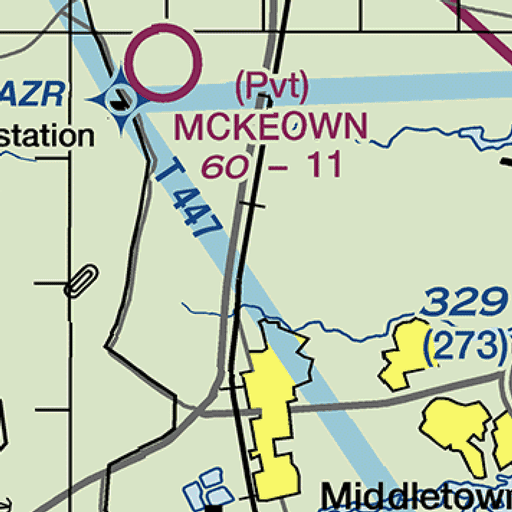 (Pvt)
AZR
MCKEOWN
station
60 - 11
T 447
329
(273)
Middletown